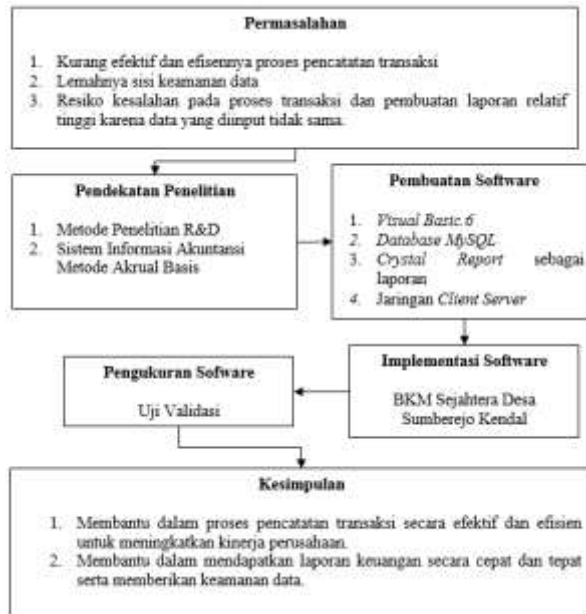 Permasalahan
1. Kurang efektif dan efisennya proses pencatatan transaksi
2. Lemahnya sisi keamanan data
3. Resiko kesalahan pada proses transaksi dan pembuatan laporan relatif
tinggi karena data yang diinput tidak sama.
Pendekatan Penelitian
1. Metode Penelitian R&D
2. Sistem Informasi Akuntansi
Metode Akrual Basis
Pembuatan Software
1. Visual Basic 6
2. Database MySQL
3. Crystal Report sebagai
laporan
4. Jaringan Client Server
Implementasi Software
BKM Sejahtera Desa
Sumberejo Kendal
Pengukuran Sofware
Uji Validasi
Kesimpulan
1. Membantu dalam proses pencatatan transaksi secara efektif dan efisien
untuk meningkatkan kinerja perusahaan.
2. Membantu dalam mendapatkan laporan keuangan secara cepat dan tepat
serta memberikan keamanan data.